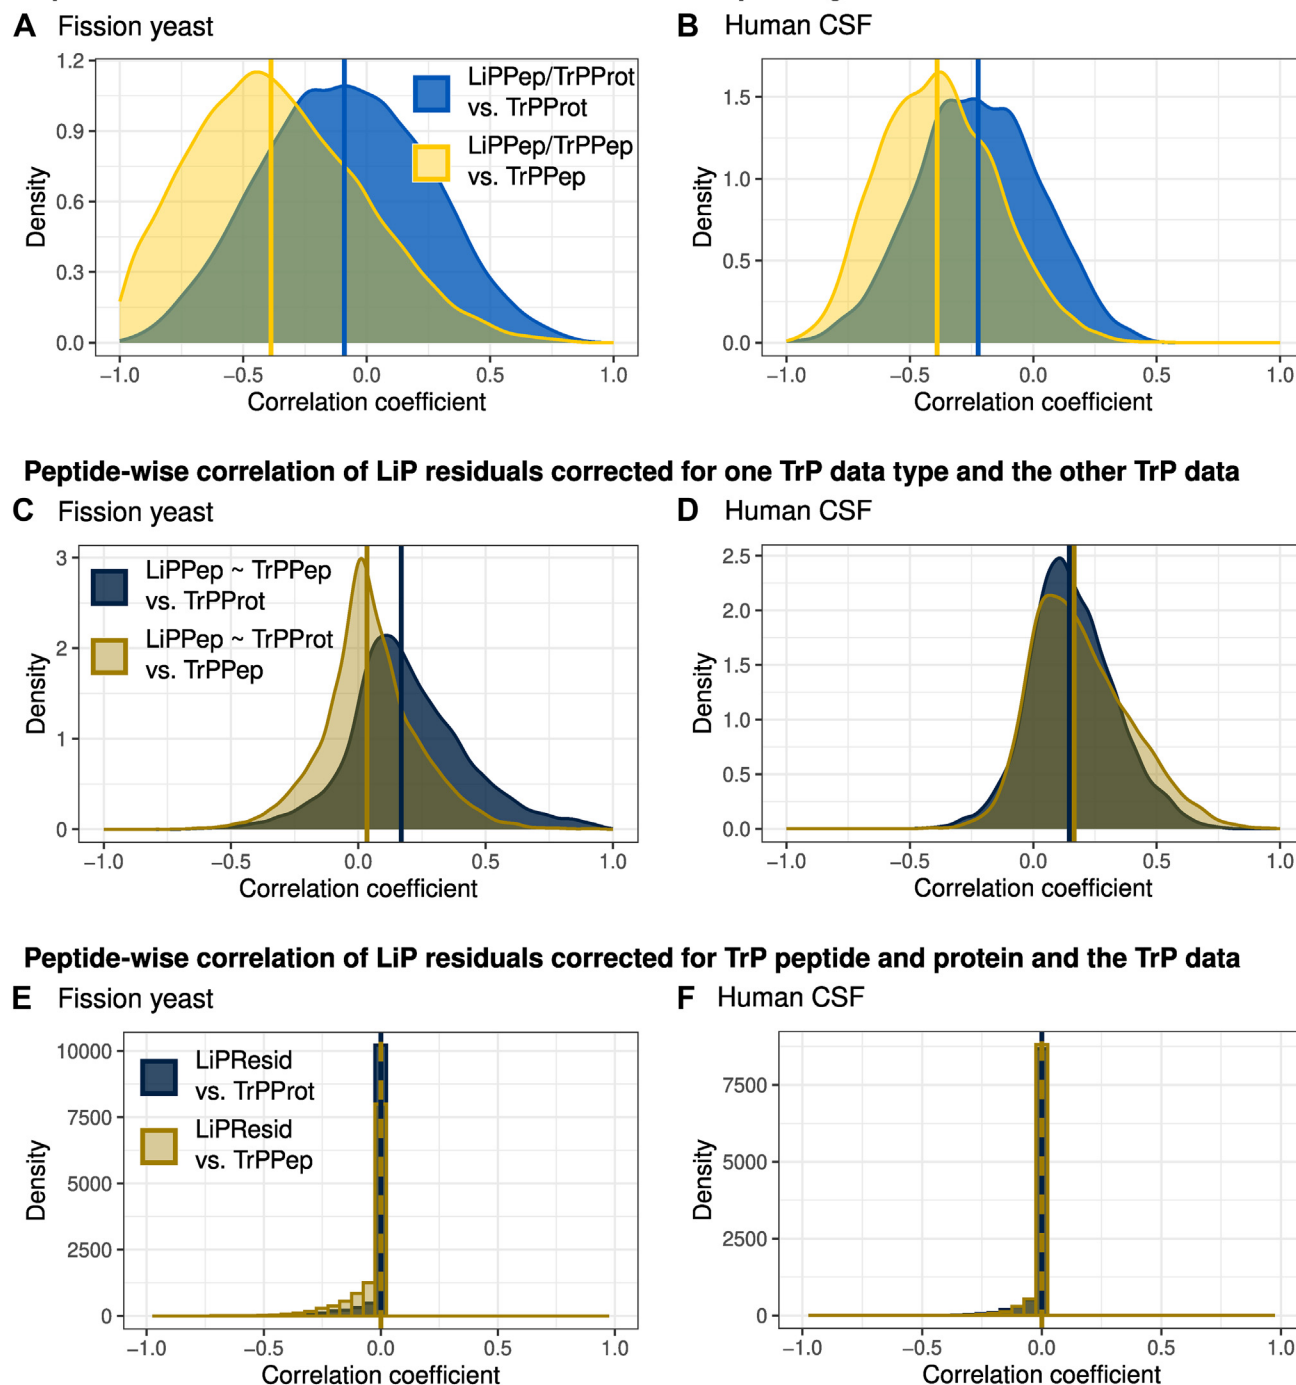 A Fission yeast
B Human CSF
1.2
0.9
0.6
0.3
0.0
Density
LiPPep/TrPProt
vs. TrPProt
LiPPep/TrPPep
vs. TrPPep
−1.0 −0.5 0.0 0.5 1.0
Correlation coefficient
1.5
1.0
0.5
0.0
Density
−1.0 −0.5 0.0 0.5 1.0
Correlation coefficient
Peptide-wise correlation of LiP residuals corrected for one TrP data type and the other TrP data
C Fission yeast
D Human CSF
3
2
1
0
Density
LiPPep ~ TrPPep
vs. TrPProt
LiPPep ~ TrPProt
vs. TrPPep
−1.0 −0.5 0.0 0.5 1.0
Correlation coefficient
2.5
2.0
1.5
1.0
0.5
0.0
Density
−1.0 −0.5 0.0 0.5 1.0
Correlation coefficient
Peptide-wise correlation of LiP residuals corrected for TrP peptide and protein and the TrP data
E Fission yeast
F Human CSF
10000
7500
5000
2500
0
Density
LiPResid
vs. TrPProt
LiPResid
vs. TrPPep
−1.0 −0.5 0.0 0.5 1.0
Correlation coefficient
7500
5000
2500
0
Density
−1.0 −0.5 0.0 0.5 1.0
Correlation coefficient